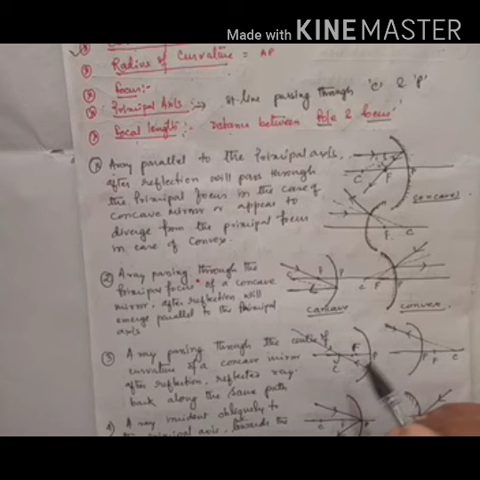 Made with KINEMASTER
Radius of Curvature = AP
Focus:-
Principal Axis :-> St-line passing through 'C' & 'P'
Focal length:- Distance between Pole & focus'
① A ray parallel to the Principal axis,
after reflection will pass through
the Principal focus in the case of
concave mirror or appear to
diverge from the principal focus
in case of Convex.
C F P
concave
F C
② A ray passing through the
Principal focus of a concave
mirror, after reflection will
emerge parallel to the Principal
axis
C F P
Concave
C F P
convex
③ A ray passing through the centre of
curvature of a concave mirror
after reflection, reflected ray
back along the same path
C F P
P F C
4) A ray incident obliquely to
the principal axis, towards the
C F P